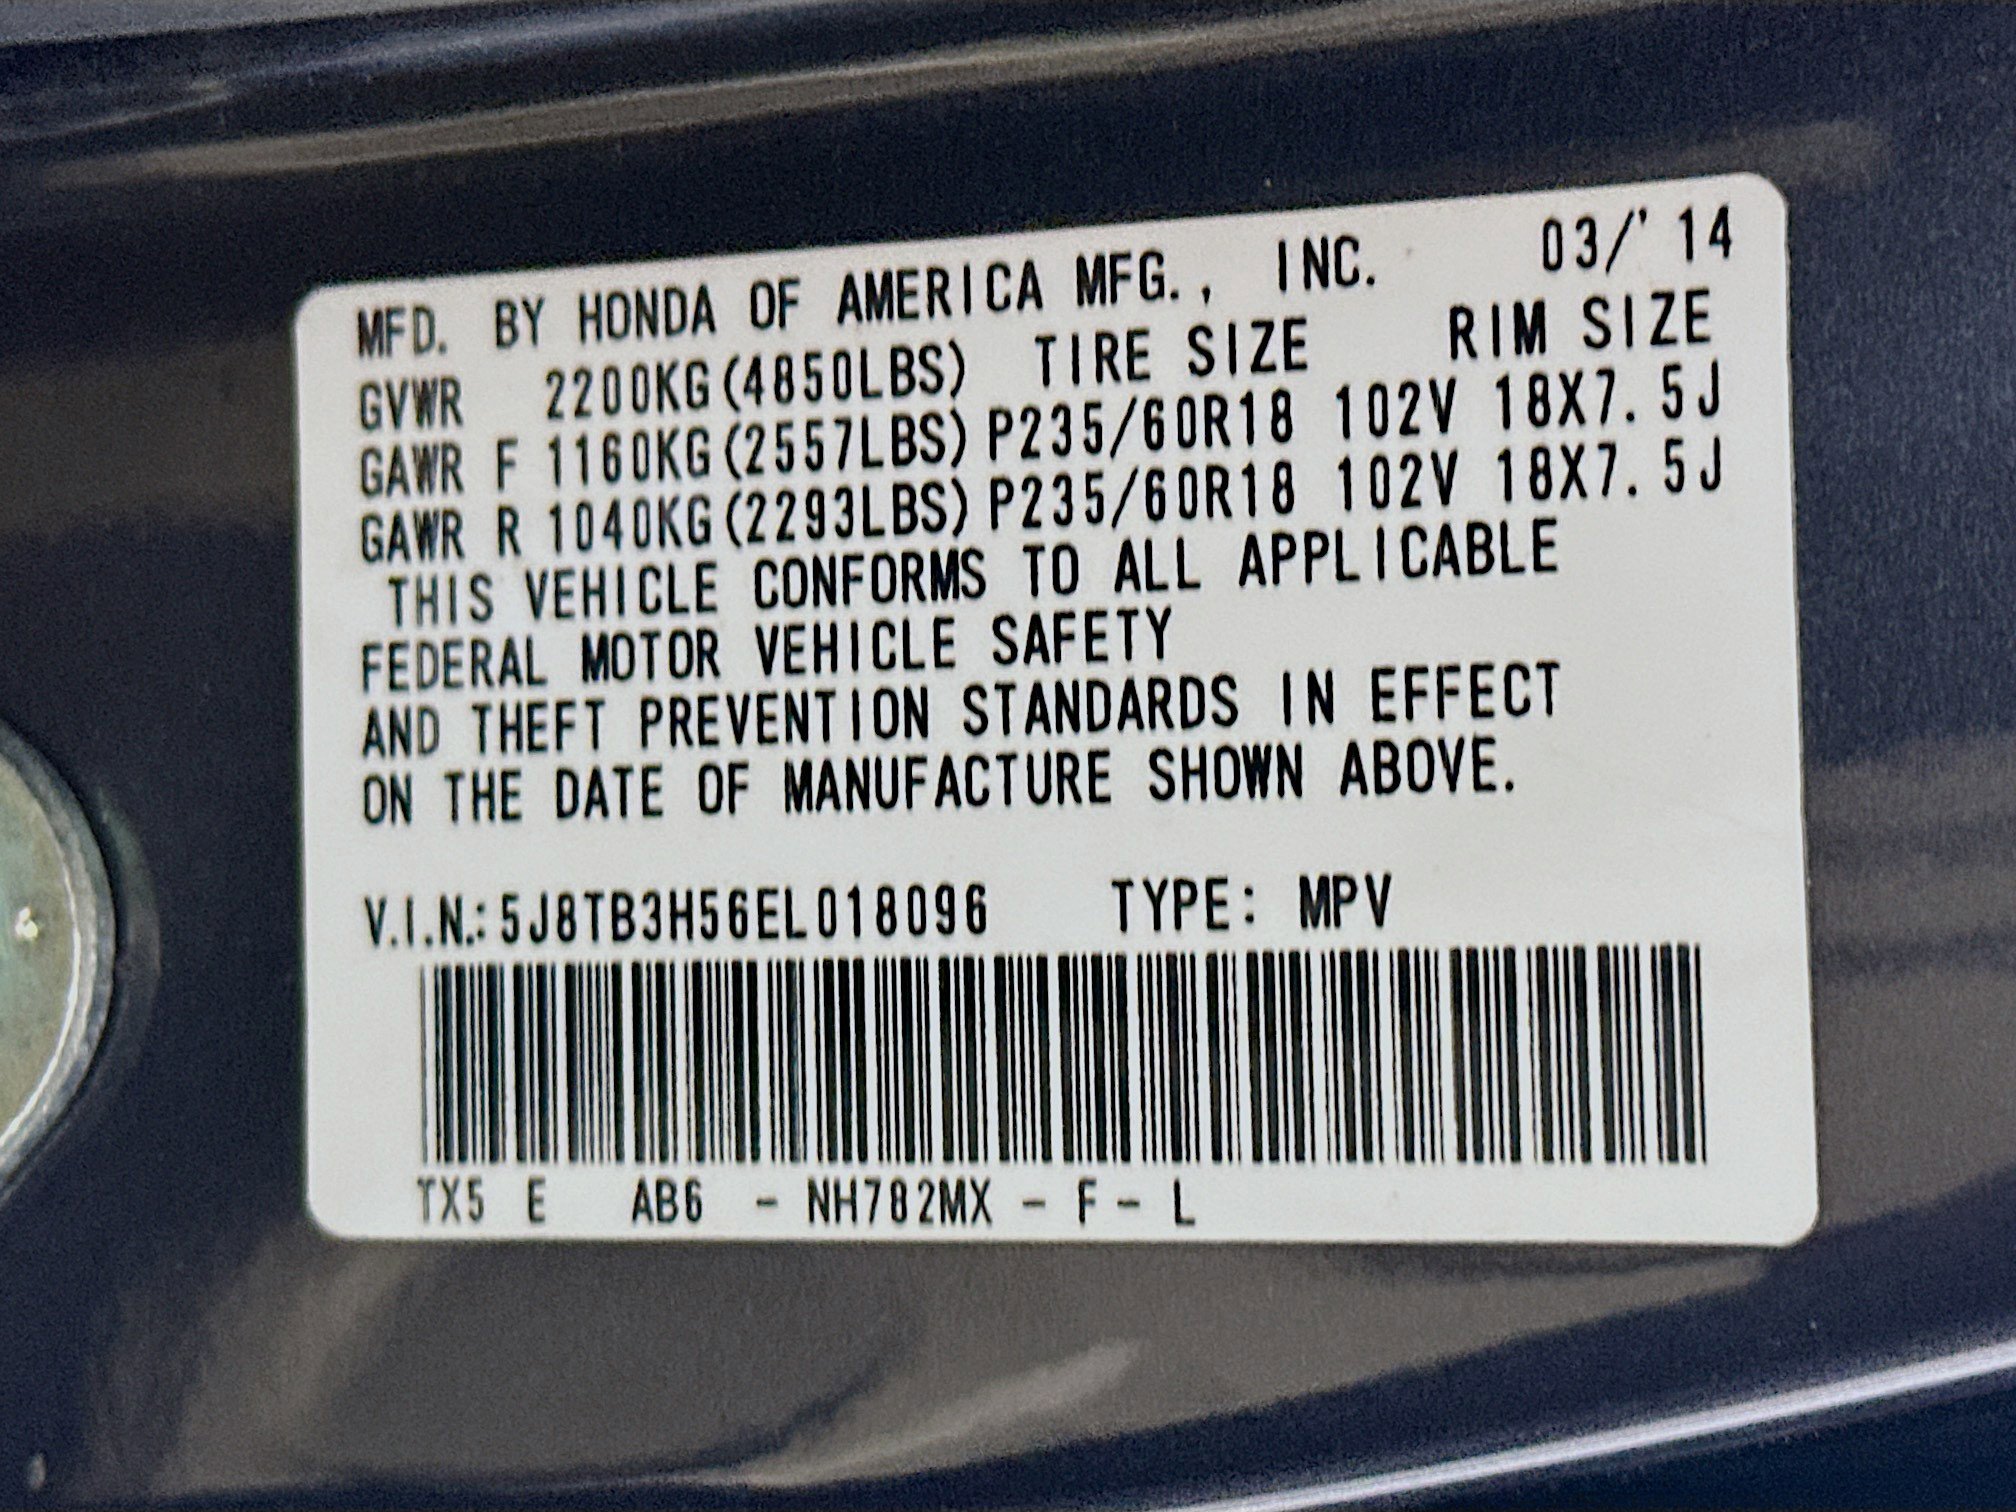 MFD. BY HONDA OF AMERICA MFG., INC. 03/'14
GVWR 2200KG(4850LBS) TIRE SIZE RIM SIZE
GAWR F 1160KG(2557LBS) P235/60R18 102V 18X7.5J
GAWR R 1040KG(2293LBS) P235/60R18 102V 18X7.5J
THIS VEHICLE CONFORMS TO ALL APPLICABLE
FEDERAL MOTOR VEHICLE SAFETY
AND THEFT PREVENTION STANDARDS IN EFFECT
ON THE DATE OF MANUFACTURE SHOWN ABOVE.
V.I.N.: 5J8TB3H56EL018096 TYPE: MPV
TX5 E AB6 - NH782MX - F - L